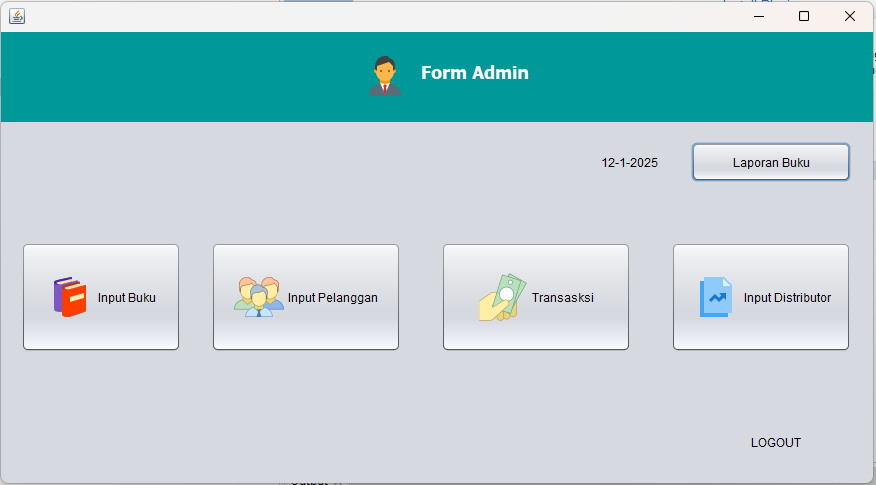 Form Admin
12-1-2025
Laporan Buku
Input Buku
Input Pelanggan
Transasksi
Input Distributor
LOGOUT